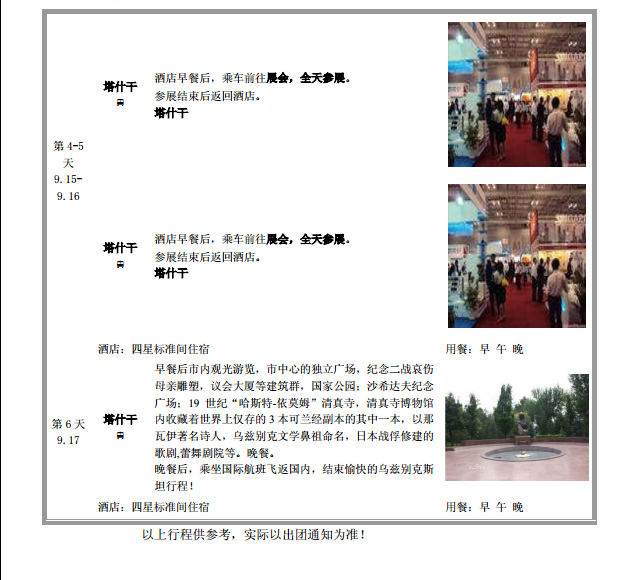 第 4-5
天
9.15-
9.16
塔什干
酒店早餐后，乘车前往展会，全天参展。
参展结束后返回酒店。
塔什干
塔什干
酒店早餐后，乘车前往展会，全天参展。
参展结束后返回酒店。
塔什干
酒店：四星标准间住宿
用餐：早 午 晚
第 6 天
9.17
塔什干
早餐后市内观光游览，市中心的独立广场，纪念二战哀伤
母亲雕塑，议会大厦等建筑群，国家公园；沙希达夫纪念
广场；19 世纪“哈斯特-依莫姆”清真寺，清真寺博物馆
内收藏着世界上仅存的 3 本可兰经副本的其中一本，以那
瓦伊著名诗人，乌兹别克文学鼻祖命名，日本战俘修建的
歌剧,蕾舞剧院等。晚餐。
晚餐后，乘坐国际航班飞返国内，结束愉快的乌兹别克斯
坦行程！
酒店：四星标准间住宿
用餐：早 午 晚
以上行程供参考，实际以出团通知为准！